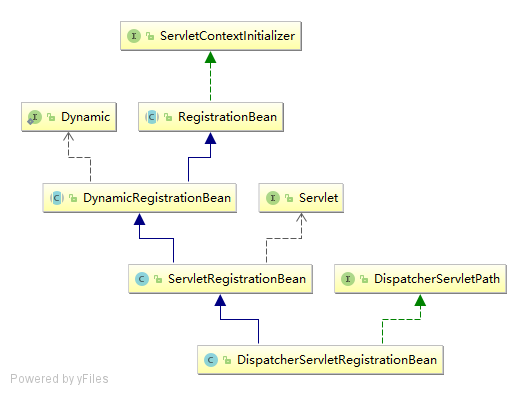 ServletContextInitializer
Dynamic
RegistrationBean
DynamicRegistrationBean
Servlet
ServletRegistrationBean
DispatcherServletPath
DispatcherServletRegistrationBean
Powered by yFiles